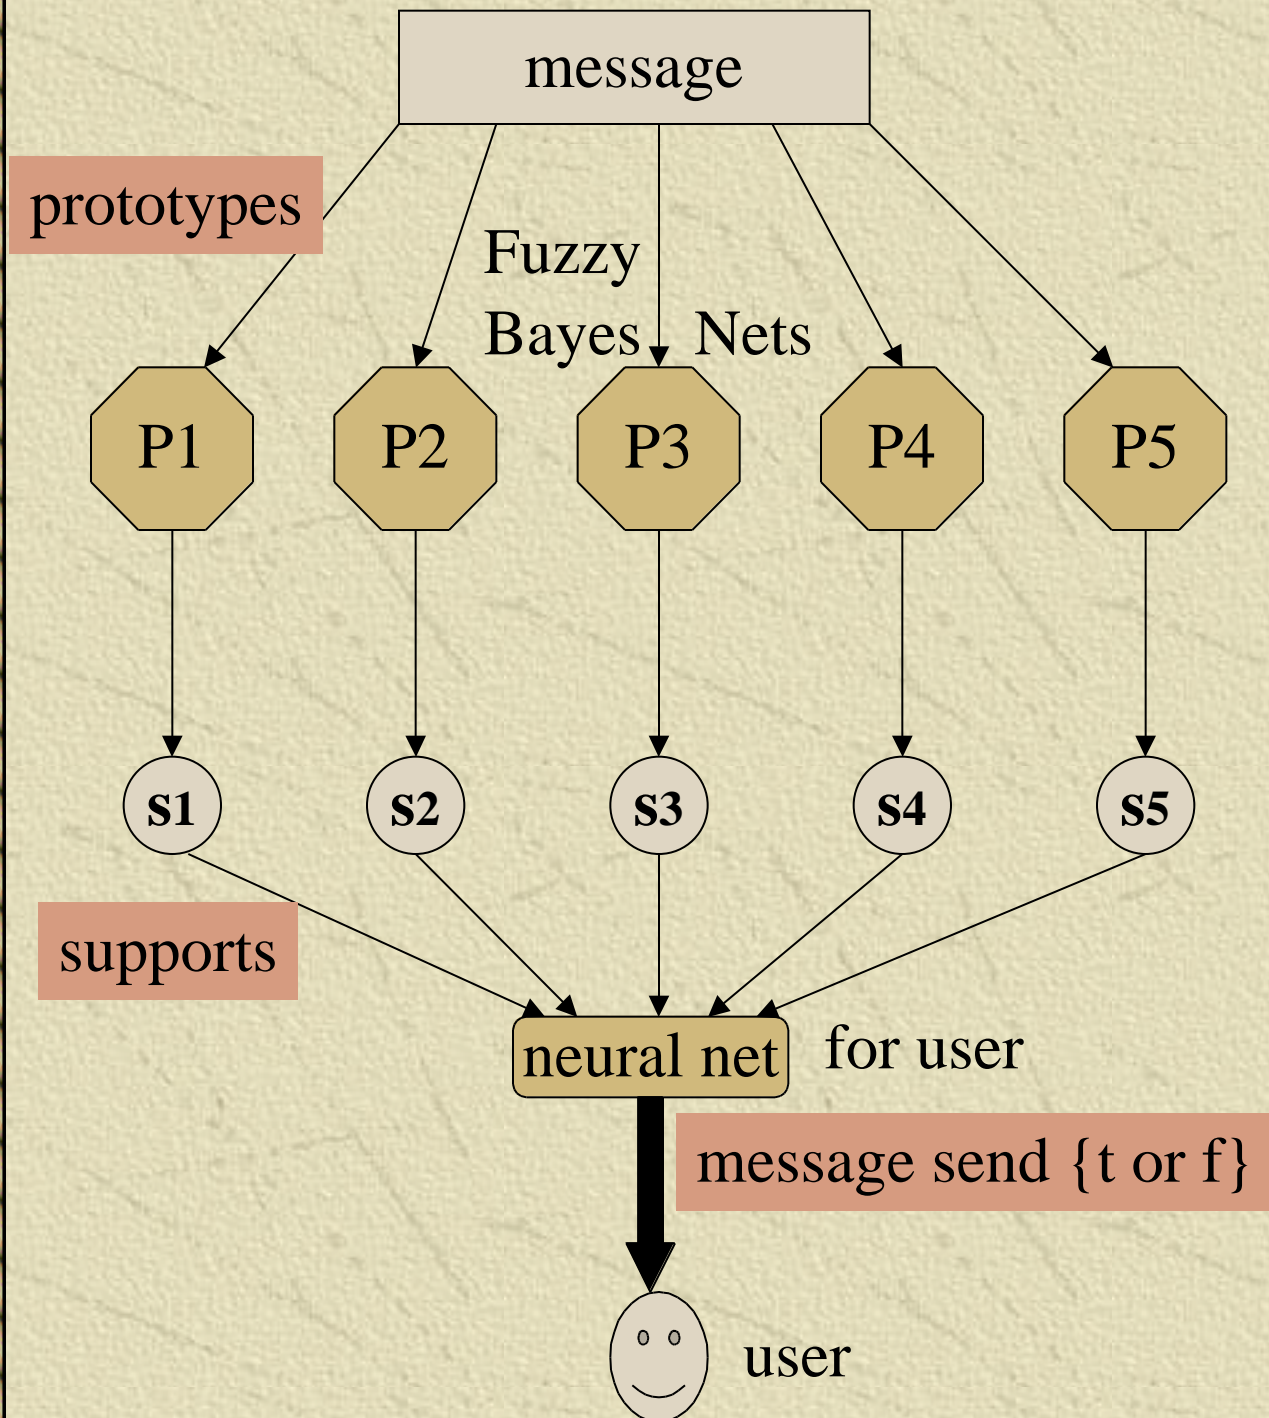 message
prototypes
Fuzzy
Bayes Nets
P1 P2 P3 P4 P5
s1 s2 s3 s4 s5
supports
neural net for user
message send {t or f}
user